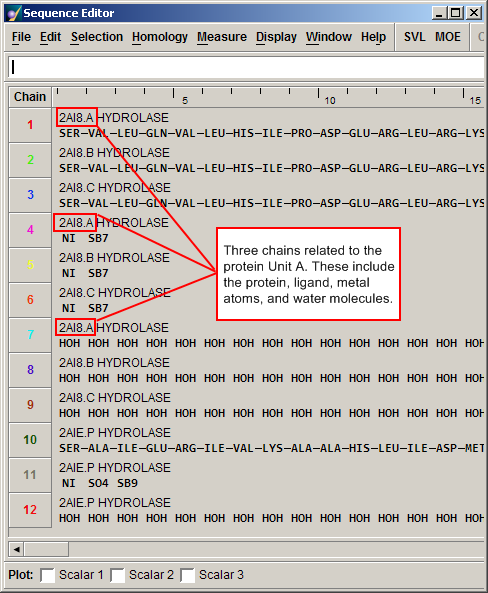 Sequence Editor
File Edit Selection Homology Measure Display Window Help SVL MOE
Chain 5 10 15
1 2AI8.A HYDROLASE
SER–VAL–LEU–GLN–VAL–LEU–HIS–ILE–PRO–ASP–GLU–ARG–LEU–ARG–LYS
2 2AI8.B HYDROLASE
SER–VAL–LEU–GLN–VAL–LEU–HIS–ILE–PRO–ASP–GLU–ARG–LEU–ARG–LYS
3 2AI8.C HYDROLASE
SER–VAL–LEU–GLN–VAL–LEU–HIS–ILE–PRO–ASP–GLU–ARG–LEU–ARG–LYS
4 2AI8.A HYDROLASE
NI SB7
5 2AI8.B HYDROLASE
NI SB7
6 2AI8.C HYDROLASE
NI SB7
Three chains related to the
protein Unit A. These include
the protein, ligand, metal
atoms, and water molecules.
7 2AI8.A HYDROLASE
HOH HOH HOH HOH HOH HOH HOH HOH HOH HOH HOH HOH HOH HOH HOH
8 2AI8.B HYDROLASE
HOH HOH HOH HOH HOH HOH HOH HOH HOH HOH HOH HOH HOH HOH HOH
9 2AI8.C HYDROLASE
HOH HOH HOH HOH HOH HOH HOH HOH HOH HOH HOH HOH HOH HOH HOH
10 2AIE.P HYDROLASE
SER–ALA–ILE–GLU–ARG–ILE–VAL–LYS–ALA–ALA–HIS–LEU–ILE–ASP–MET
11 2AIE.P HYDROLASE
NI SO4 SB9
12 2AIE.P HYDROLASE
HOH HOH HOH HOH HOH HOH HOH HOH HOH HOH HOH HOH HOH HOH HOH
Plot: Scalar 1 Scalar 2 Scalar 3